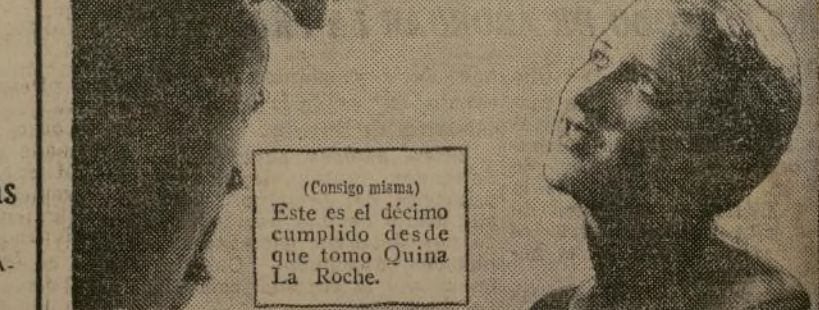 (Consigo misma)
Este es el décimo
cumplido desde
que tomo Quina
La Roche.